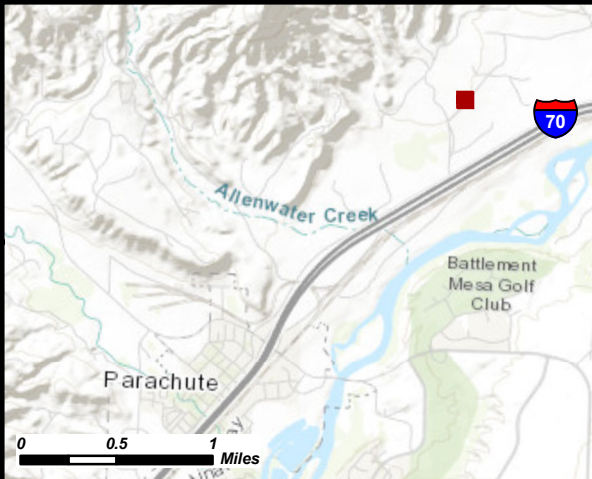 70
Allenwater Creek
Battlement
Mesa Golf
Club
Parachute
0 0.5 1
Miles